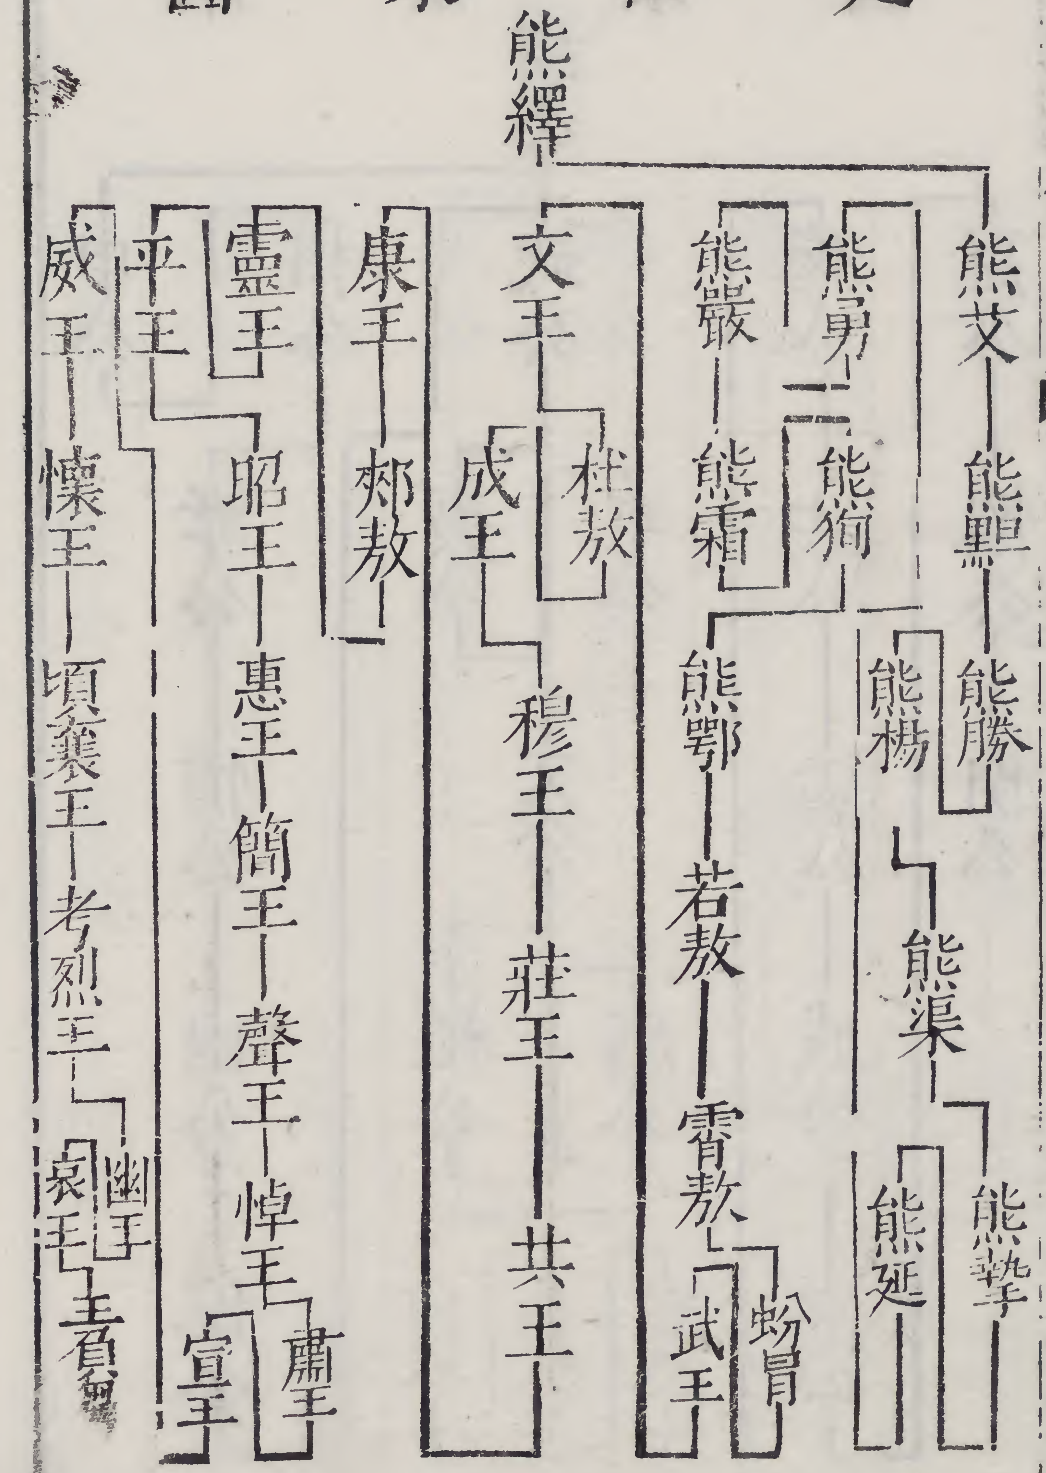 熊繹
熊艾
熊䵣
熊勝
熊楊
熊渠
熊摯
熊延
熊勇
熊嚴
熊霜
熊狥
熊鄂
若敖
霄敖
蚡冒
武王
文王
杜敖
成王
穆王
莊王
共王
康王
郟敖
靈王
平王
昭王
惠王
簡王
聲王
悼王
肅王
宣王
威王
懷王
頃襄王
考烈王
幽王
哀王
王負芻